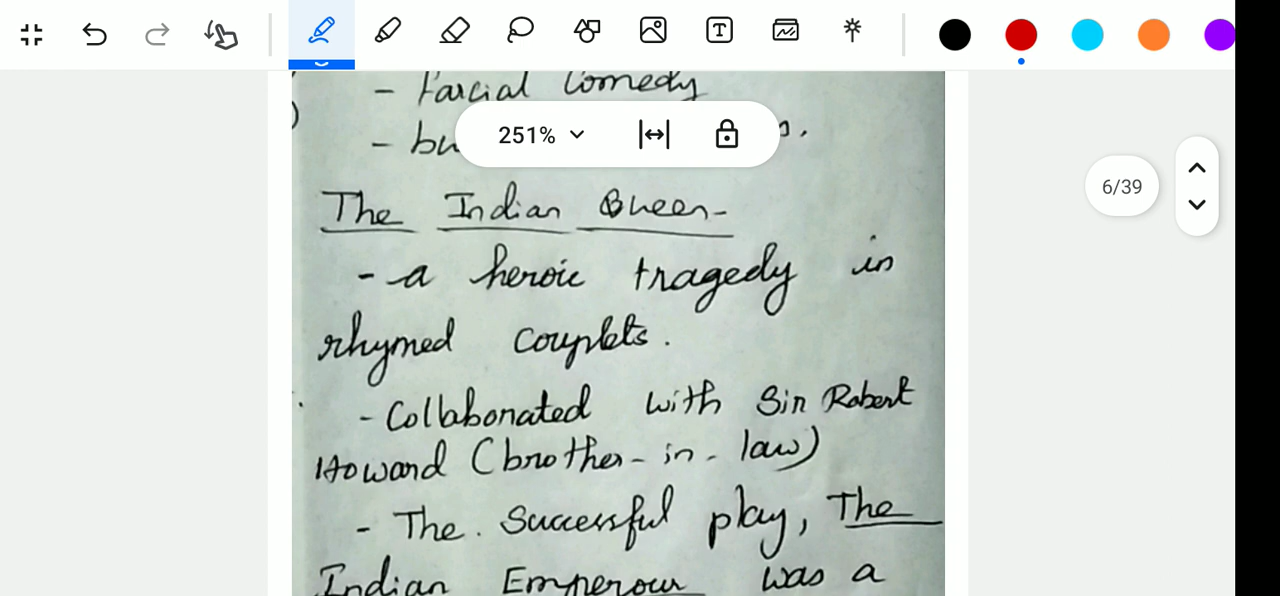 - Farcial Comedy
251%
- bu
6/39
The Indian Queen-
- a heroic tragedy in
rhymed couplets.
- Collaborated with Sir Robert
Howard (brother-in-law)
- The. Successful play, The
Indian Emperour was a